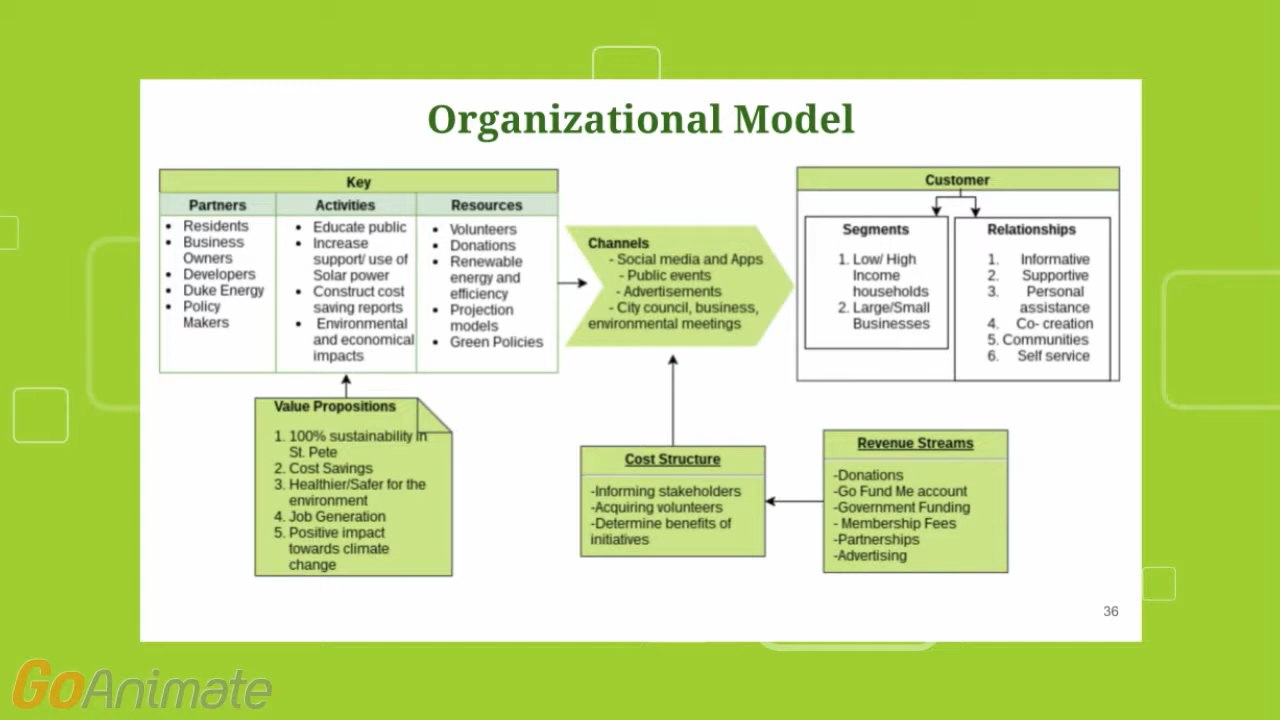 Organizational Model
Key
Partners
Activities
Resources
• Residents
• Business
Owners
• Developers
• Duke Energy
• Policy
Makers
• Educate public
• Increase
support/ use of
Solar power
• Construct cost
saving reports
• Environmental
and economical
impacts
• Volunteers
• Donations
• Renewable
energy and
efficiency
• Projection
models
• Green Policies
Channels
- Social media and Apps
- Public events
- Advertisements
- City council, business,
environmental meetings
Customer
Segments
1. Low/ High
Income
households
2. Large/Small
Businesses
Relationships
1. Informative
2. Supportive
3. Personal
assistance
4. Co- creation
5. Communities
6. Self service
Value Propositions
1. 100% sustainability in
St. Pete
2. Cost Savings
3. Healthier/Safer for the
environment
4. Job Generation
5. Positive impact
towards climate
change
Cost Structure
-Informing stakeholders
-Acquiring volunteers
-Determine benefits of
initiatives
Revenue Streams
-Donations
-Go Fund Me account
-Government Funding
- Membership Fees
-Partnerships
-Advertising
36
GoAnimate